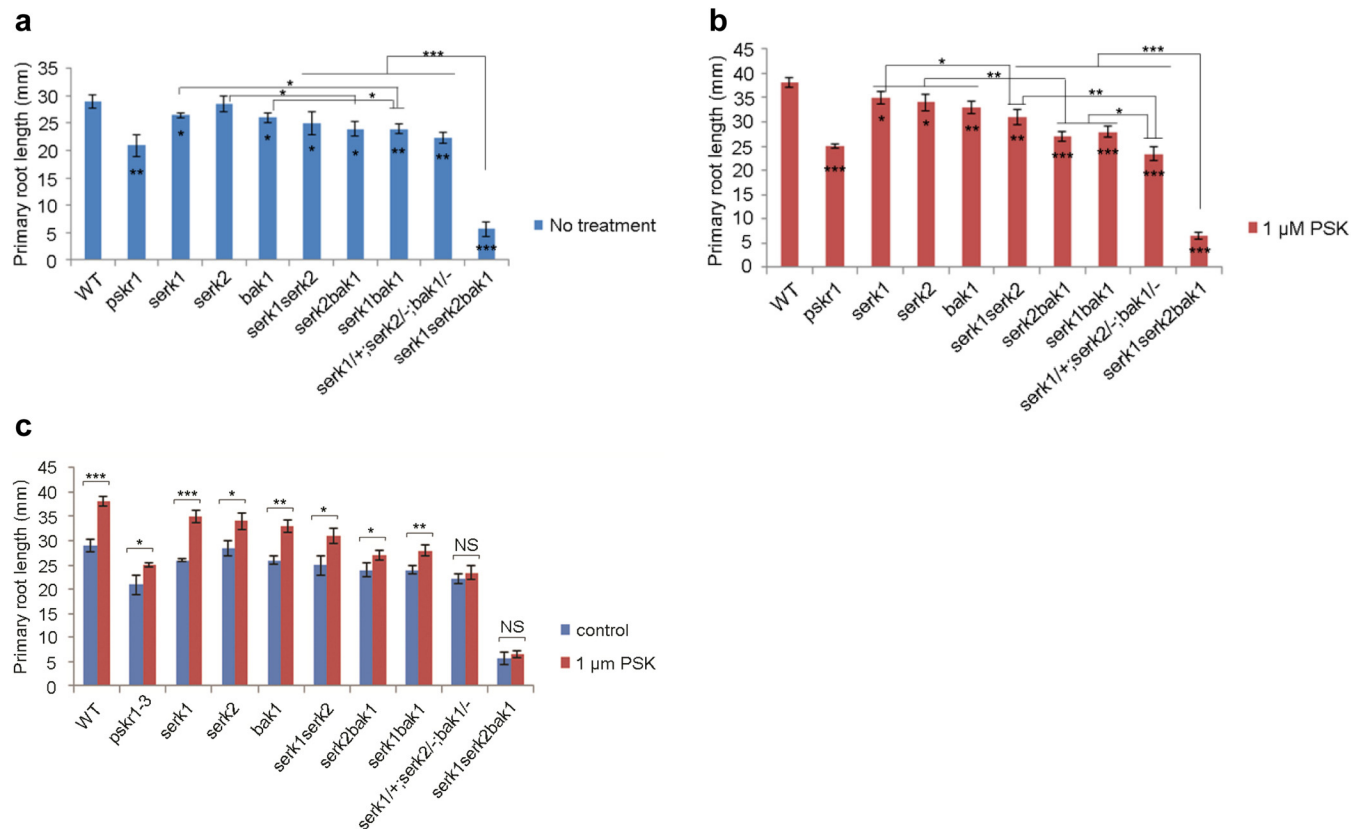 a
Primary root length (mm)
35
30
25
20
15
10
5
0
***
*
*
*
**
*
*
*
*
**
**
***
WT
pskr1
serk1
serk2
bak1
serk1serk2
serk2bak1
serk1bak1
serk1/+;serk2/-;bak1/-
serk1serk2bak1
No treatment
b
Primary root length (mm)
45
40
35
30
25
20
15
10
5
0
***
*
**
**
*
***
*
*
**
**
***
***
***
***
WT
pskr1
serk1
serk2
bak1
serk1serk2
serk2bak1
serk1bak1
serk1/+;serk2/-;bak1/-
serk1serk2bak1
1 µM PSK
c
Primary root length (mm)
45
40
35
30
25
20
15
10
5
0
***
*
***
*
**
*
*
**
NS
NS
WT
pskr1-3
serk1
serk2
bak1
serk1serk2
serk2bak1
serk1bak1
serk1/+;serk2/-;bak1/-
serk1serk2bak1
control
1 µm PSK